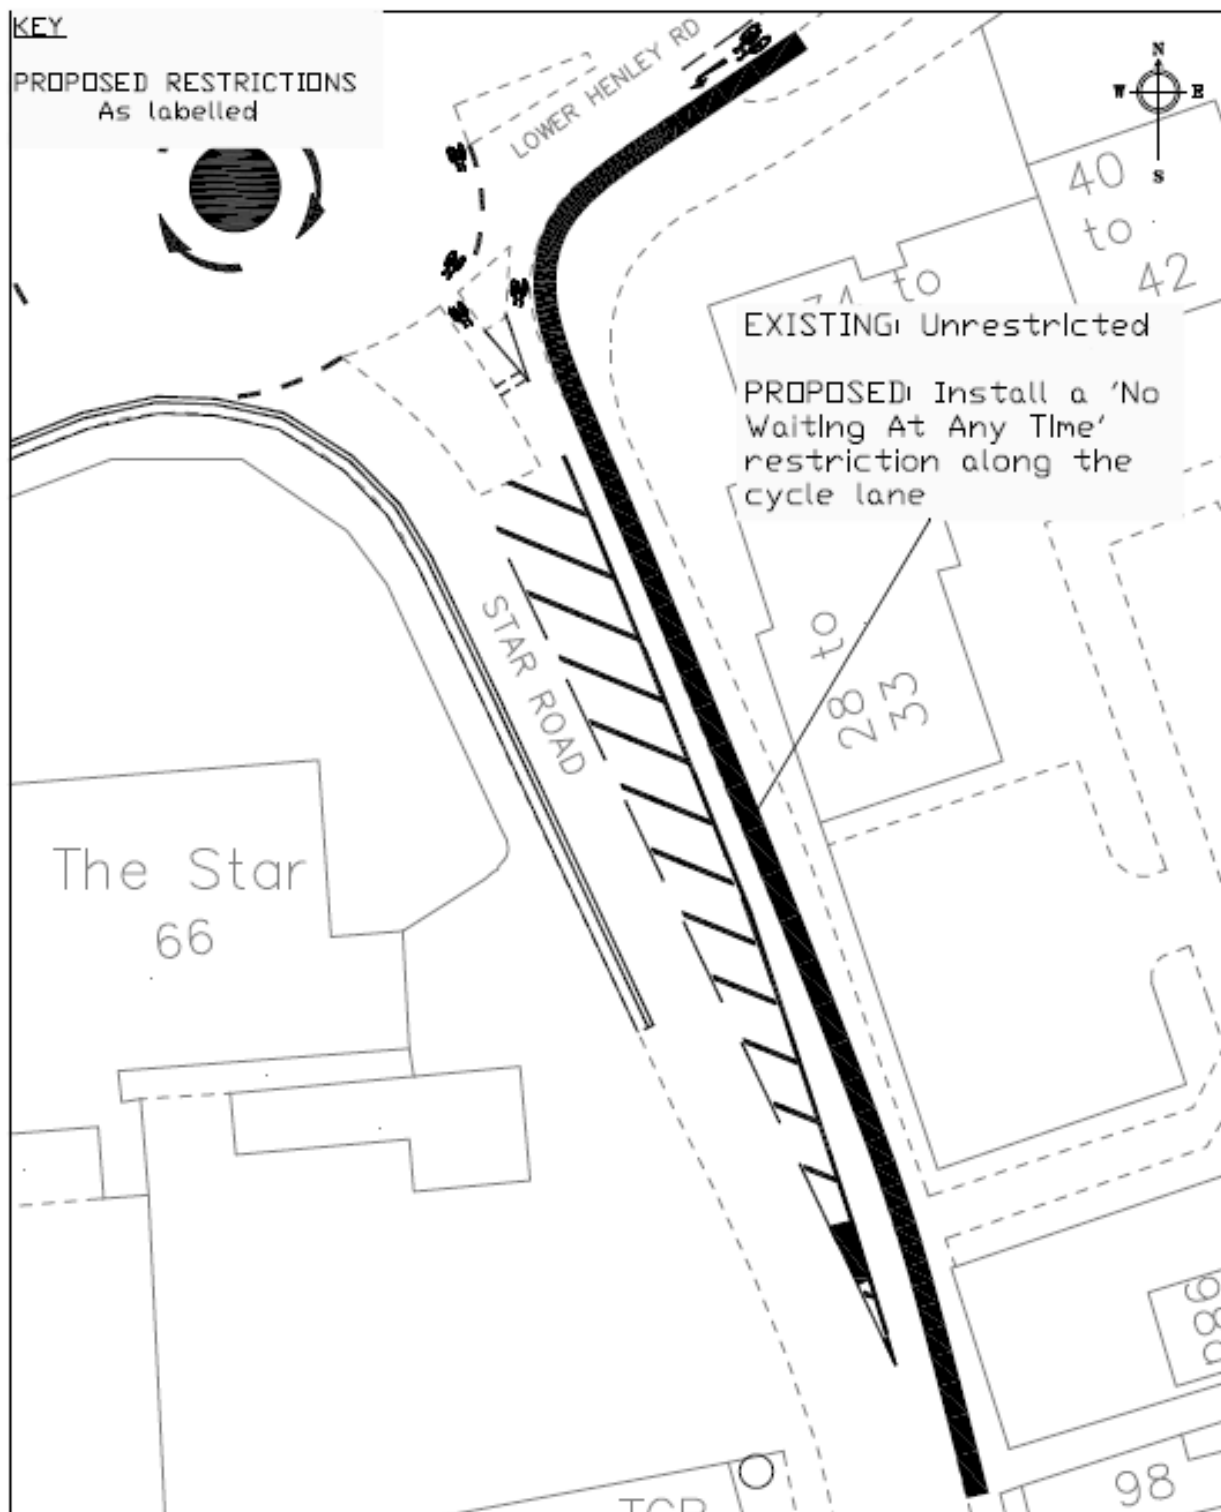 KEY
PROPOSED RESTRICTIONS
As labelled
LOWER HENLEY RD
N
W E
S
40
to
42
to
EXISTING: Unrestricted
PROPOSED: Install a 'No
Waiting At Any Time'
restriction along the
cycle lane
STAR ROAD
28 to
33
The Star
66
98